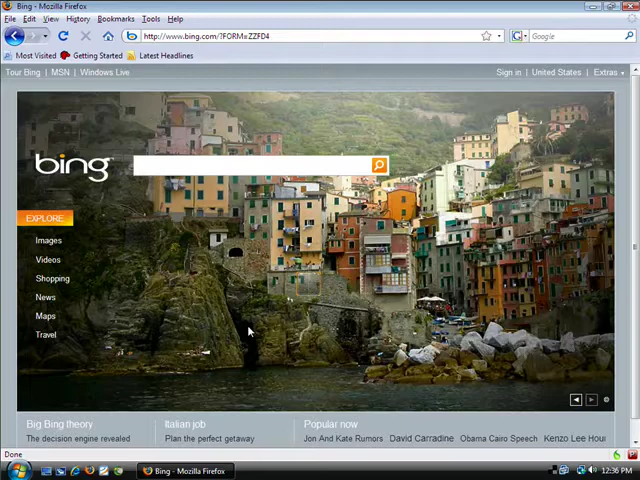 Bing - Mozilla Firefox
File Edit View History Bookmarks Tools Help
http://www.bing.com/?FORM=ZZFD4
Google
Most Visited Getting Started Latest Headlines
Tour Bing | MSN | Windows Live
Sign in | United States | Extras
bing
EXPLORE
Images
Videos
Shopping
News
Maps
Travel
Big Bing theory
Italian job
Popular now
The decision engine revealed
Plan the perfect getaway
Jon And Kate Rumors David Carradine Obama Cairo Speech Kenzo Lee Houi
Done
Bing - Mozilla Firefox
12:36 PM